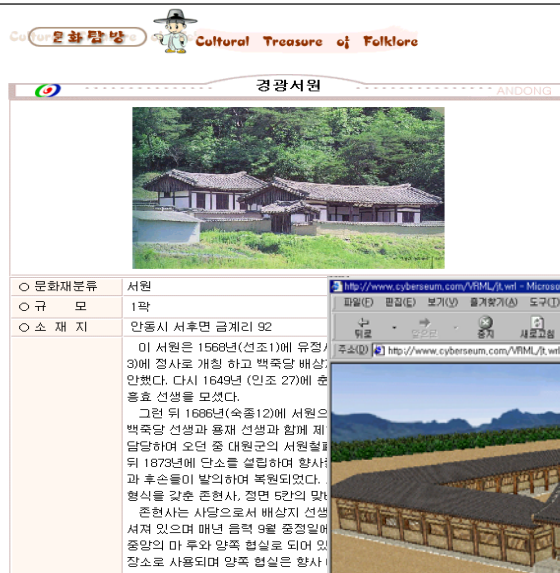 문화탐방
Cultural Treasure of Folklore
경광서원
ANDONG
○ 문화재분류 서원
○ 규 모 1곽
○ 소 재 지 안동시 서후면 금계리 92
이 서원은 1568년(선조1)에 유정사
3)에 정사로 개칭 하고 백죽당 배상
안했다. 다시 1649년 (인조 27)에 춘
홍효 선생을 모셨다.
그런 뒤 1686년(숙종12)에 서원으
백죽당 선생과 용재 선생과 함께 제
담당하여 오던 중 대원군의 서원철폐
뒤 1873년에 단소를 설립하여 향사
과 후손들이 발의하여 복원되었다.
형식을 갖춘 존현사, 정면 5칸의 맞배
존현사는 사당으로서 배상지 선생
셔져 있으며 매년 음력 9월 중정일에
중앙의 마 루와 양쪽 협실로 되어 있
장소로 사용되며 양쪽 협실은 향사
http://www.cyberseum.com/VRML/jt.wrl - Microso
파일(F) 편집(E) 보기(V) 즐겨찾기(A) 도구(T)
뒤로 앞으로 중지 새로고침
주소(D) http://www.cyberseum.com/VRML/jt.wrl